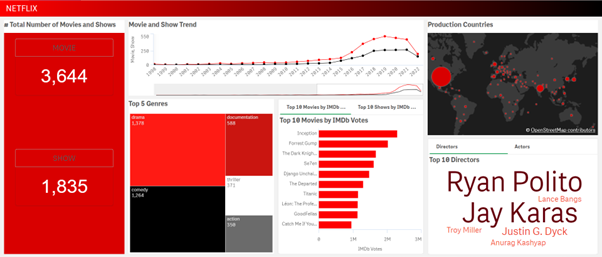 NETFLIX
Total Number of Movies and Shows
MOVIE
3,644
SHOW
1,835
Movie and Show Trend
Movie, Show
500
250
0
1998
2000
2001
2002
2003
2004
2005
2006
2007
2008
2009
2010
2011
2012
2013
2014
2015
2016
2017
2018
2019
2020
2021
2022
Production Countries
© OpenStreetMap contributors
Top 5 Genres
drama
1,378
documentation
588
thriller
371
comedy
1,264
action
350
Top 10 Movies by IMDb ...
Top 10 Shows by IMDb ...
Top 10 Movies by IMDb Votes
Inception
Forrest Gump
The Dark Knigh...
Se7en
Django Unchai...
The Departed
Titanic
Léon: The Profe...
GoodFellas
Catch Me If You...
0
1M
2M
3M
IMDb Votes
Directors
Actors
Top 10 Directors
Ryan Polito
Lance Bangs
Jay Karas
Troy Miller
Justin G. Dyck
Anurag Kashyap